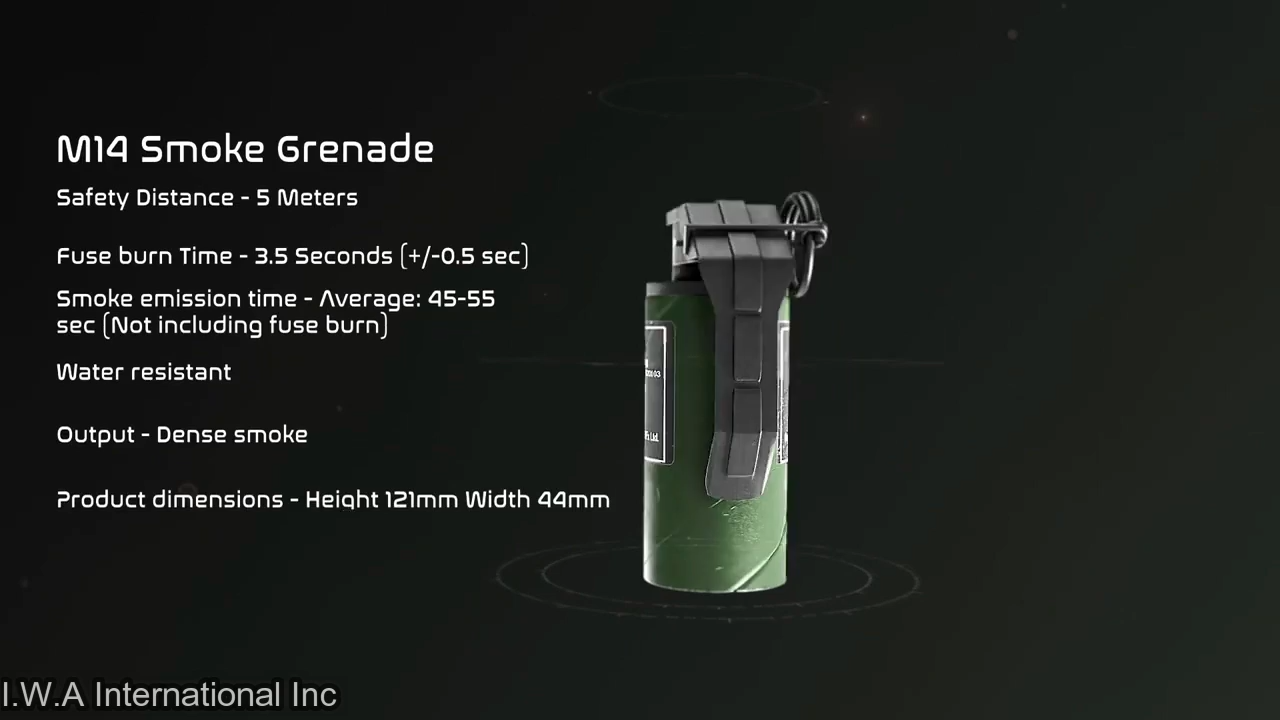 M14 Smoke Grenade
Safety Distance - 5 Meters
Fuse burn Time - 3.5 Seconds (+/-0.5 sec)
Smoke emission time - Average: 45-55
sec (Not including fuse burn)
Water resistant
Output - Dense smoke
Product dimensions - Height 121mm Width 44mm
I.W.A International Inc